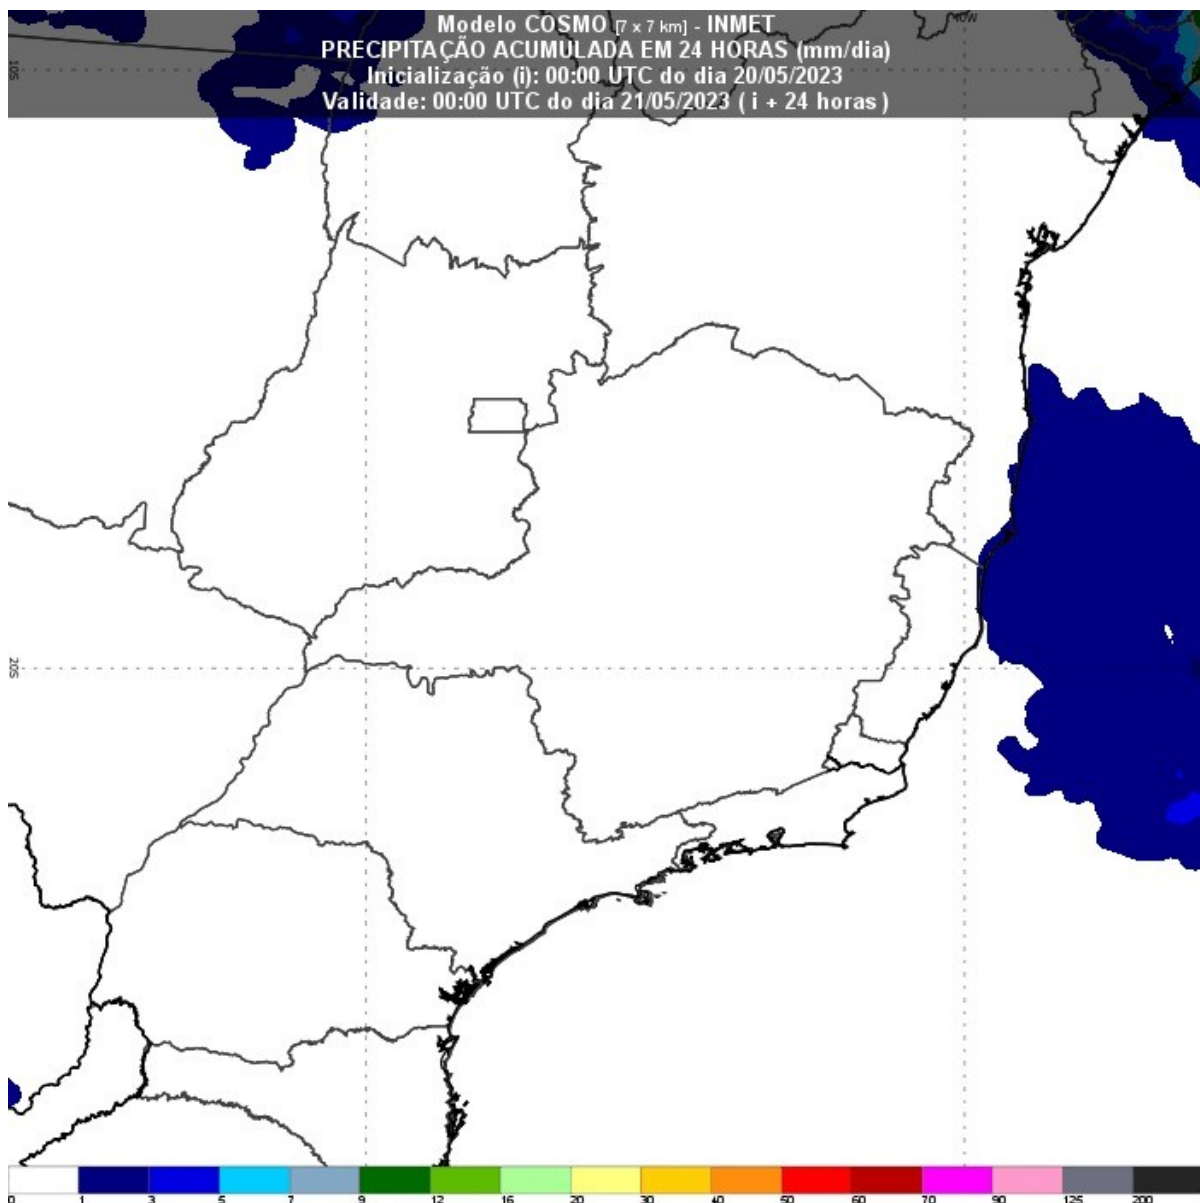 Modelo COSMO [7 x 7 km] - INMET
PRECIPITAÇÃO ACUMULADA EM 24 HORAS (mm/dia)
Inicialização (i): 00:00 UTC do dia 20/05/2023
Validade: 00:00 UTC do dia 21/05/2023 ( i + 24 horas )
40W
10S
20S
0 1 3 5 7 9 12 16 20 30 40 50 60 70 90 125 200